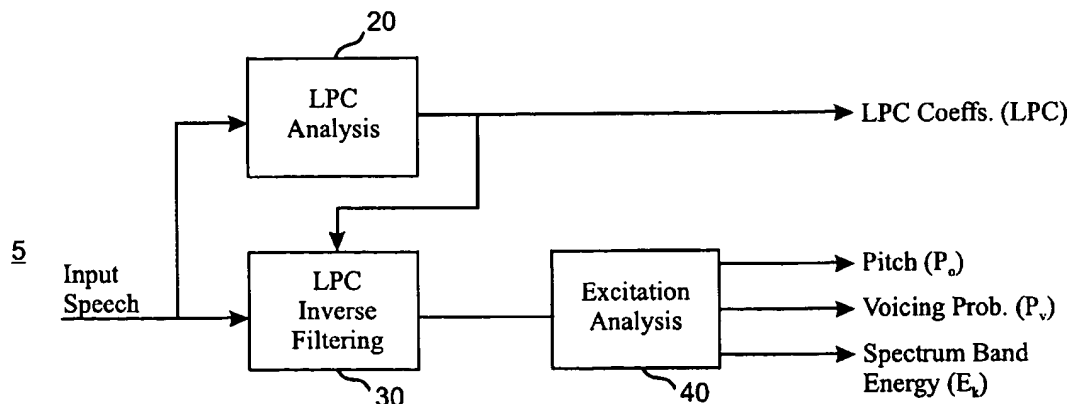 20
LPC
Analysis
LPC Coeffs. (LPC)
5
Input
Speech
LPC
Inverse
Filtering
30
Excitation
Analysis
40
Pitch (Pₒ)
Voicing Prob. (Pᵥ)
Spectrum Band
Energy (Eₖ)